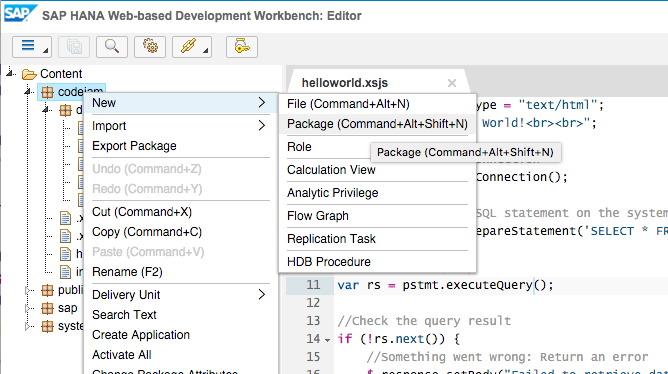 SAP SAP HANA Web-based Development Workbench: Editor
Content
codejam
d
.x
.x
h
in
publi
sap
syste
New
Import
Export Package
Undo (Command+Z)
Redo (Command+Y)
Cut (Command+X)
Copy (Command+C)
Paste (Command+V)
Rename (F2)
Delivery Unit
Search Text
Create Application
Activate All
Change Package Attributes
File (Command+Alt+N)
Package (Command+Alt+Shift+N)
Role
Calculation View
Analytic Privilege
Flow Graph
Replication Task
HDB Procedure
Package (Command+Alt+Shift+N)
helloworld.xsjs
ype = "text/html";
world!<br><br>";
Connection();
SQL statement on the system
epareStatement('SELECT * FR
11 var rs = pstmt.executeQuery();
12
13 //Check the query result
14 if (!rs.next()) {
15 //Something went wrong: Return an error
16 $.response.setBody("Failed to retrieve dat